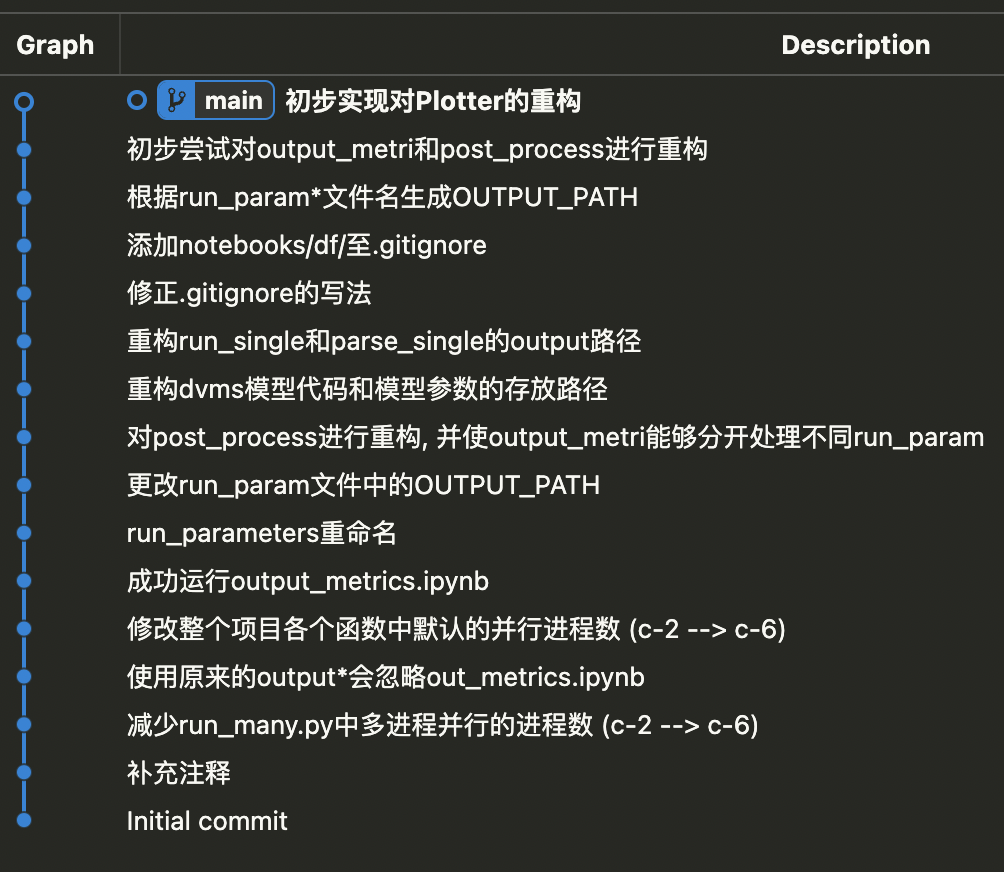 Graph
Description
main 初步实现对Plotter的重构
初步尝试对output_metri和post_process进行重构
根据run_param*文件名生成OUTPUT_PATH
添加notebooks/df/至.gitignore
修正.gitignore的写法
重构run_single和parse_single的output路径
重构dvms模型代码和模型参数的存放路径
对post_process进行重构, 并使output_metri能够分开处理不同run_param
更改run_param文件中的OUTPUT_PATH
run_parameters重命名
成功运行output_metrics.ipynb
修改整个项目各个函数中默认的并行进程数 (c-2 --> c-6)
使用原来的output*会忽略out_metrics.ipynb
减少run_many.py中多进程并行的进程数 (c-2 --> c-6)
补充注释
Initial commit